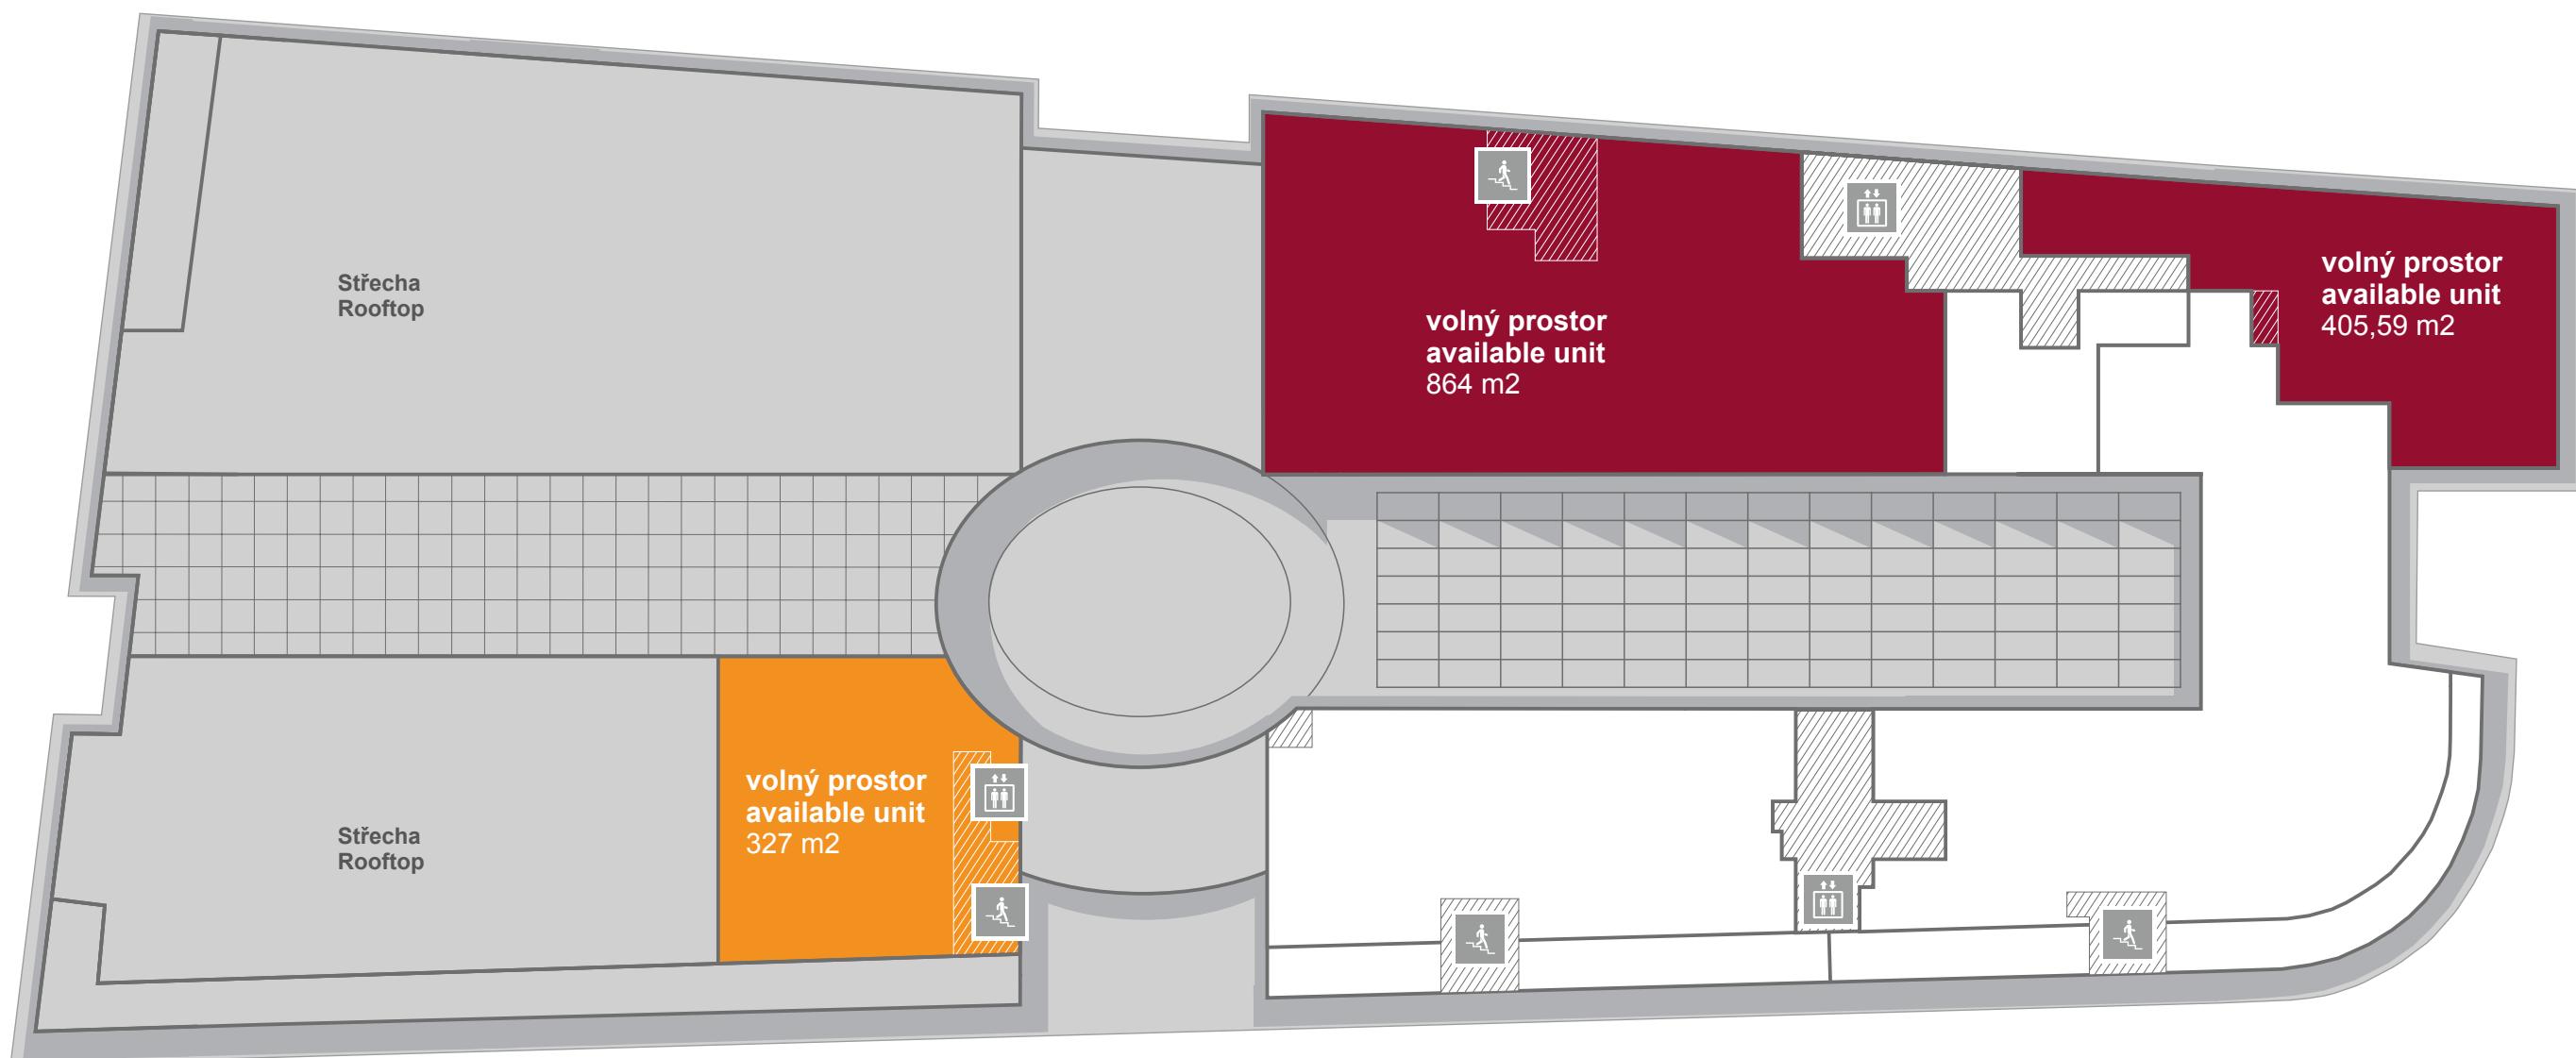 Střecha
Rooftop
volný prostor
available unit
864 m2
volný prostor
available unit
405,59 m2
volný prostor
available unit
327 m2
Střecha
Rooftop